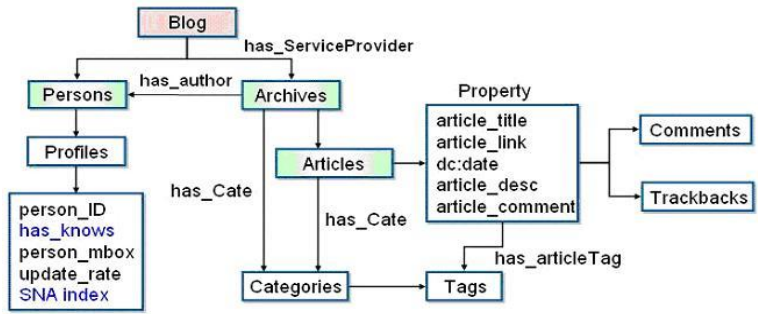 Blog
has_ServiceProvider
has_author
Persons
Archives
Property
Profiles
Articles
article_title
article_link
dc:date
article_desc
article_comment
Comments
Trackbacks
has_Cate
has_Cate
person_ID
has_knows
person_mbox
update_rate
SNA index
has_articleTag
Categories
Tags